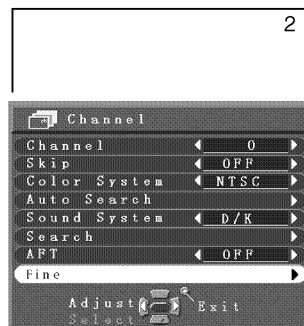 2
Channel
Channel 0
Skip OFF
Color System NTSC
Auto Search
Sound System D/K
Search
AFT OFF
Fine
Adjust Exit
Select